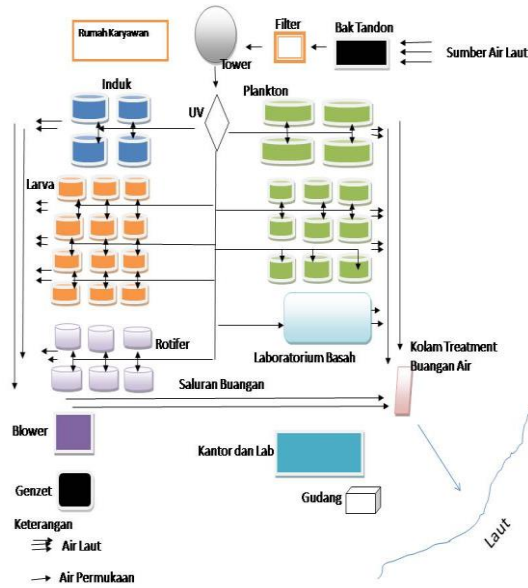 Rumah Karyawan
Filter
Bak Tandon
Tower
Sumber Air Laut
Induk
Plankton
UV
Larva
Rotifer
Laboratorium Basah
Kolam Treatment
Buangan Air
Saluran Buangan
Blower
Kantor dan Lab
Genzet
Gudang
Keterangan
Air Laut
Air Permukaan
Laut